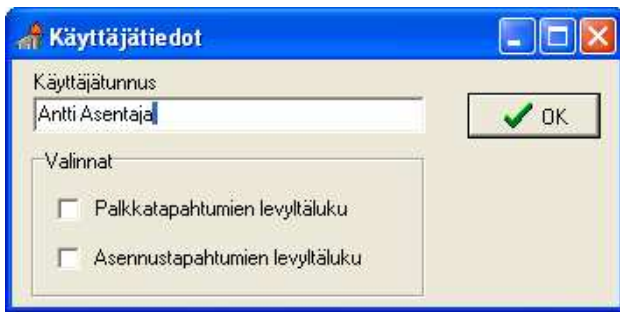 Käyttäjätiedot
Käyttäjätunnus
Antti Asentaja
OK
Valinnat
Palkkatapahtumien levyltäluku
Asennustapahtumien levyltäluku